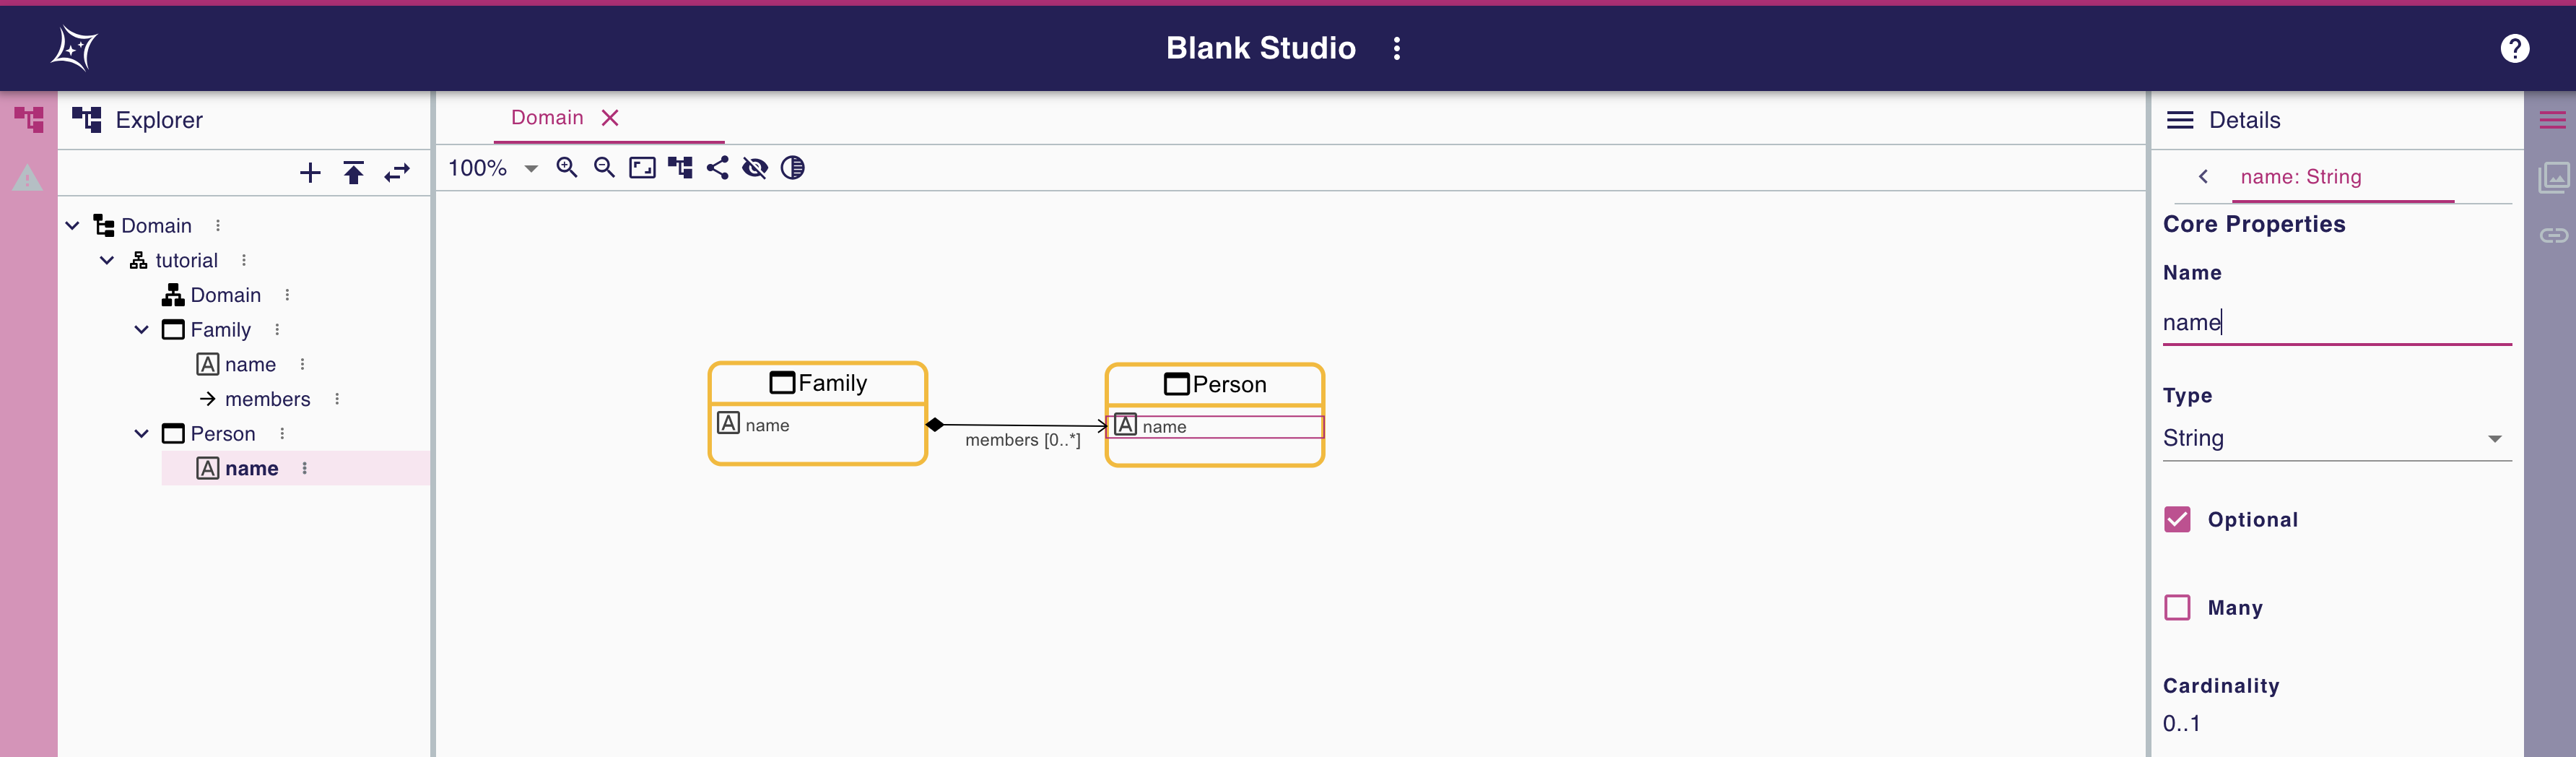 Blank Studio
Explorer
Domain
tutorial
Domain
Family
name
members
Person
name
Domain
100%
Family
name
members [0..*]
Person
name
Details
name: String
Core Properties
Name
name
Type
String
Optional
Many
Cardinality
0..1